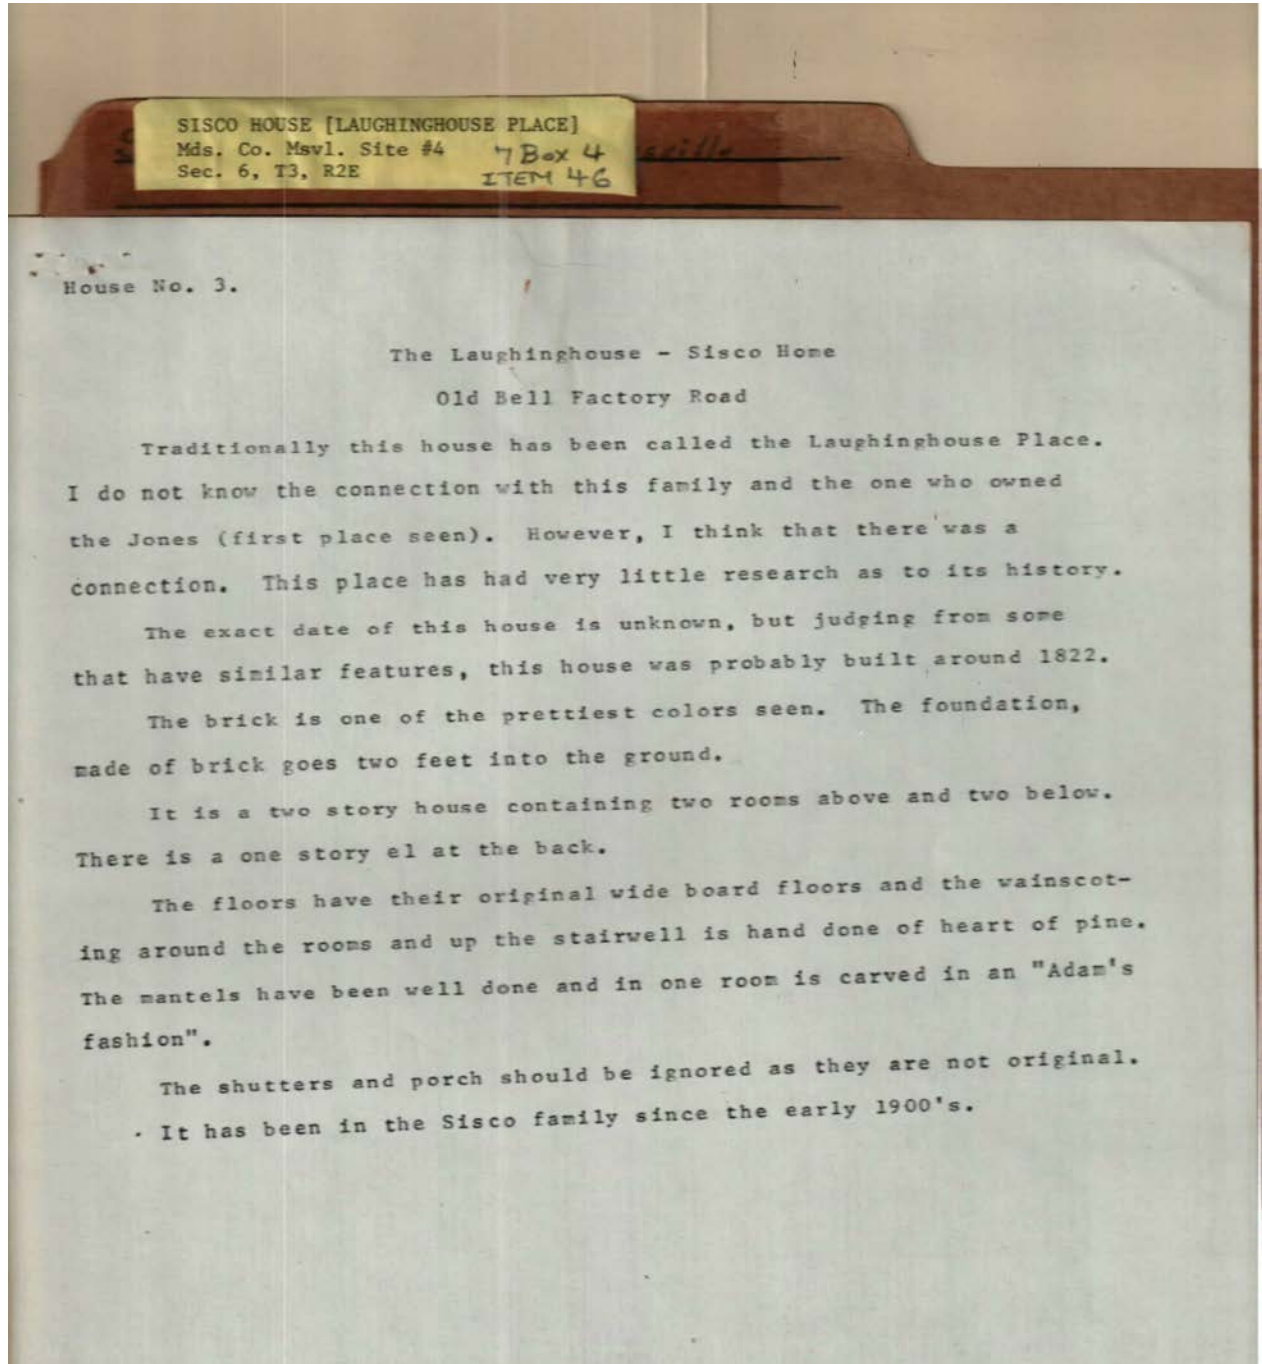 SISCO HOUSE [LAUGHINGHOUSE PLACE]
Mds. Co. Msvl. Site #4 7 Box 4
Sec. 6, T3, R2E ITEM 46
House No. 3.
The Laughinghouse - Sisco Home
Old Bell Factory Road
Traditionally this house has been called the Laughinghouse Place.
I do not know the connection with this family and the one who owned
the Jones (first place seen). However, I think that there was a
connection. This place has had very little research as to its history.
The exact date of this house is unknown, but judging from some
that have similar features, this house was probably built around 1822.
The brick is one of the prettiest colors seen. The foundation,
made of brick goes two feet into the ground.
It is a two story house containing two rooms above and two below.
There is a one story el at the back.
The floors have their original wide board floors and the wainscot-
ing around the rooms and up the stairwell is hand done of heart of pine.
The mantels have been well done and in one room is carved in an "Adam's
fashion".
The shutters and porch should be ignored as they are not original.
It has been in the Sisco family since the early 1900's.